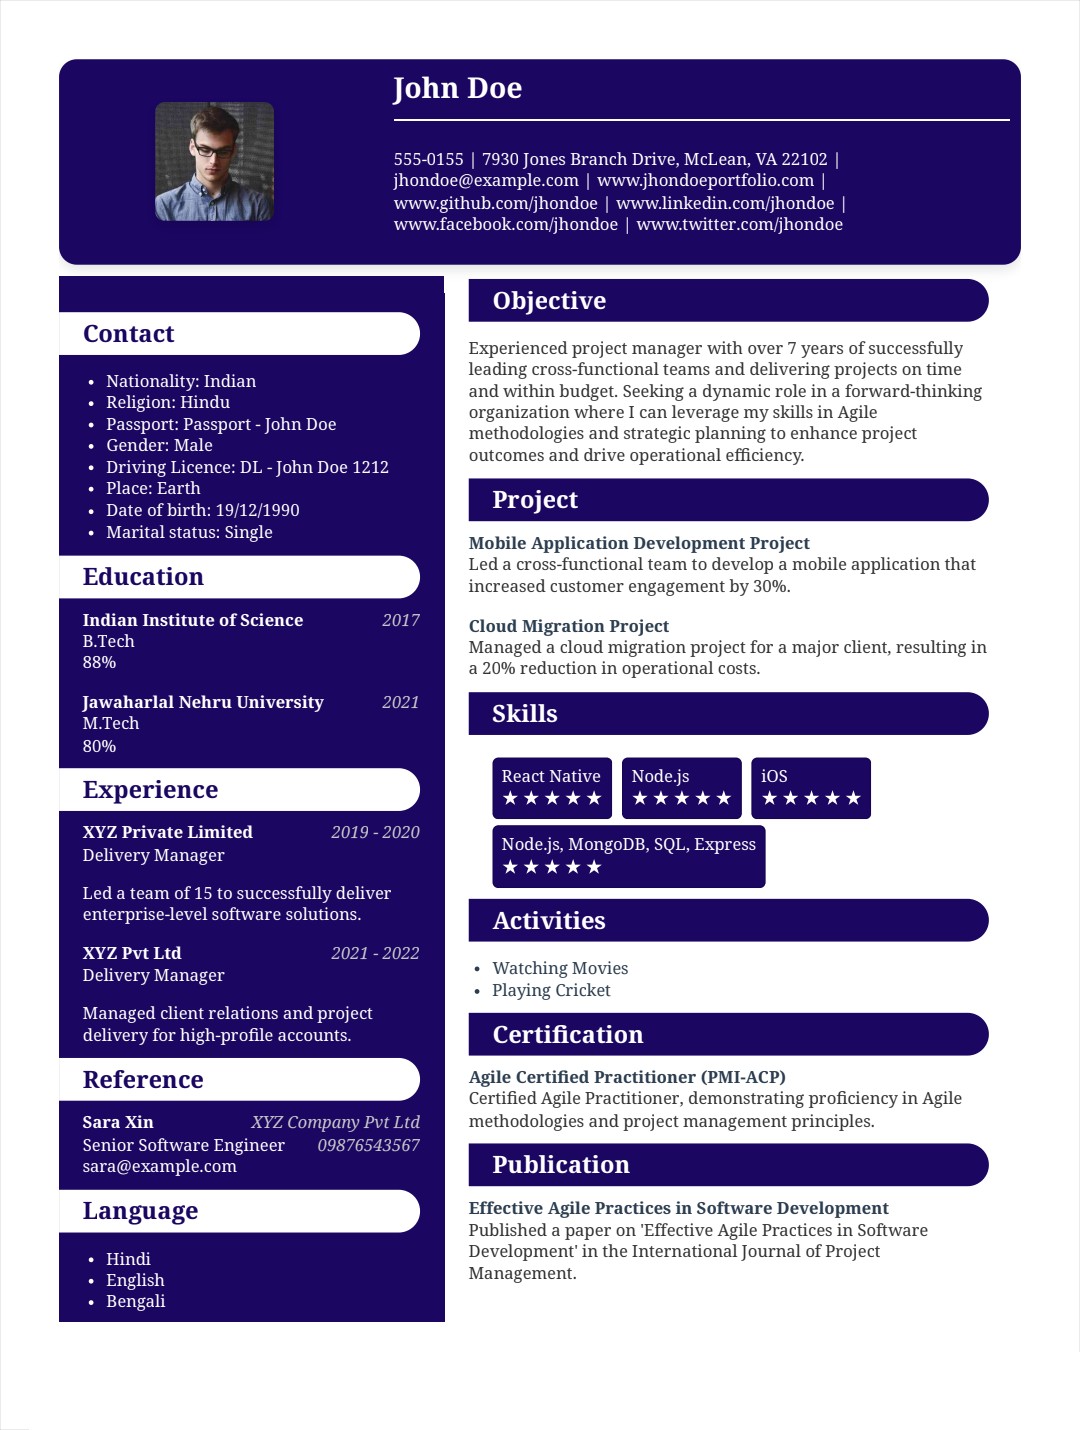 John Doe
555-0155 | 7930 Jones Branch Drive, McLean, VA 22102 |
jhondoe@example.com | www.jhondoeportfolio.com |
www.github.com/jhondoe | www.linkedin.com/jhondoe |
www.facebook.com/jhondoe | www.twitter.com/jhondoe
Contact
• Nationality: Indian
• Religion: Hindu
• Passport: Passport - John Doe
• Gender: Male
• Driving Licence: DL - John Doe 1212
• Place: Earth
• Date of birth: 19/12/1990
• Marital status: Single
Education
Indian Institute of Science 2017
B.Tech
88%
Jawaharlal Nehru University 2021
M.Tech
80%
Experience
XYZ Private Limited 2019 - 2020
Delivery Manager
Led a team of 15 to successfully deliver
enterprise-level software solutions.
XYZ Pvt Ltd 2021 - 2022
Delivery Manager
Managed client relations and project
delivery for high-profile accounts.
Reference
Sara Xin XYZ Company Pvt Ltd
Senior Software Engineer 09876543567
sara@example.com
Language
• Hindi
• English
• Bengali
Objective
Experienced project manager with over 7 years of successfully
leading cross-functional teams and delivering projects on time
and within budget. Seeking a dynamic role in a forward-thinking
organization where I can leverage my skills in Agile
methodologies and strategic planning to enhance project
outcomes and drive operational efficiency.
Project
Mobile Application Development Project
Led a cross-functional team to develop a mobile application that
increased customer engagement by 30%.
Cloud Migration Project
Managed a cloud migration project for a major client, resulting in
a 20% reduction in operational costs.
Skills
React Native Node.js iOS
★★★★★ ★★★★★ ★★★★★
Node.js, MongoDB, SQL, Express
★★★★★
Activities
• Watching Movies
• Playing Cricket
Certification
Agile Certified Practitioner (PMI-ACP)
Certified Agile Practitioner, demonstrating proficiency in Agile
methodologies and project management principles.
Publication
Effective Agile Practices in Software Development
Published a paper on 'Effective Agile Practices in Software
Development' in the International Journal of Project
Management.